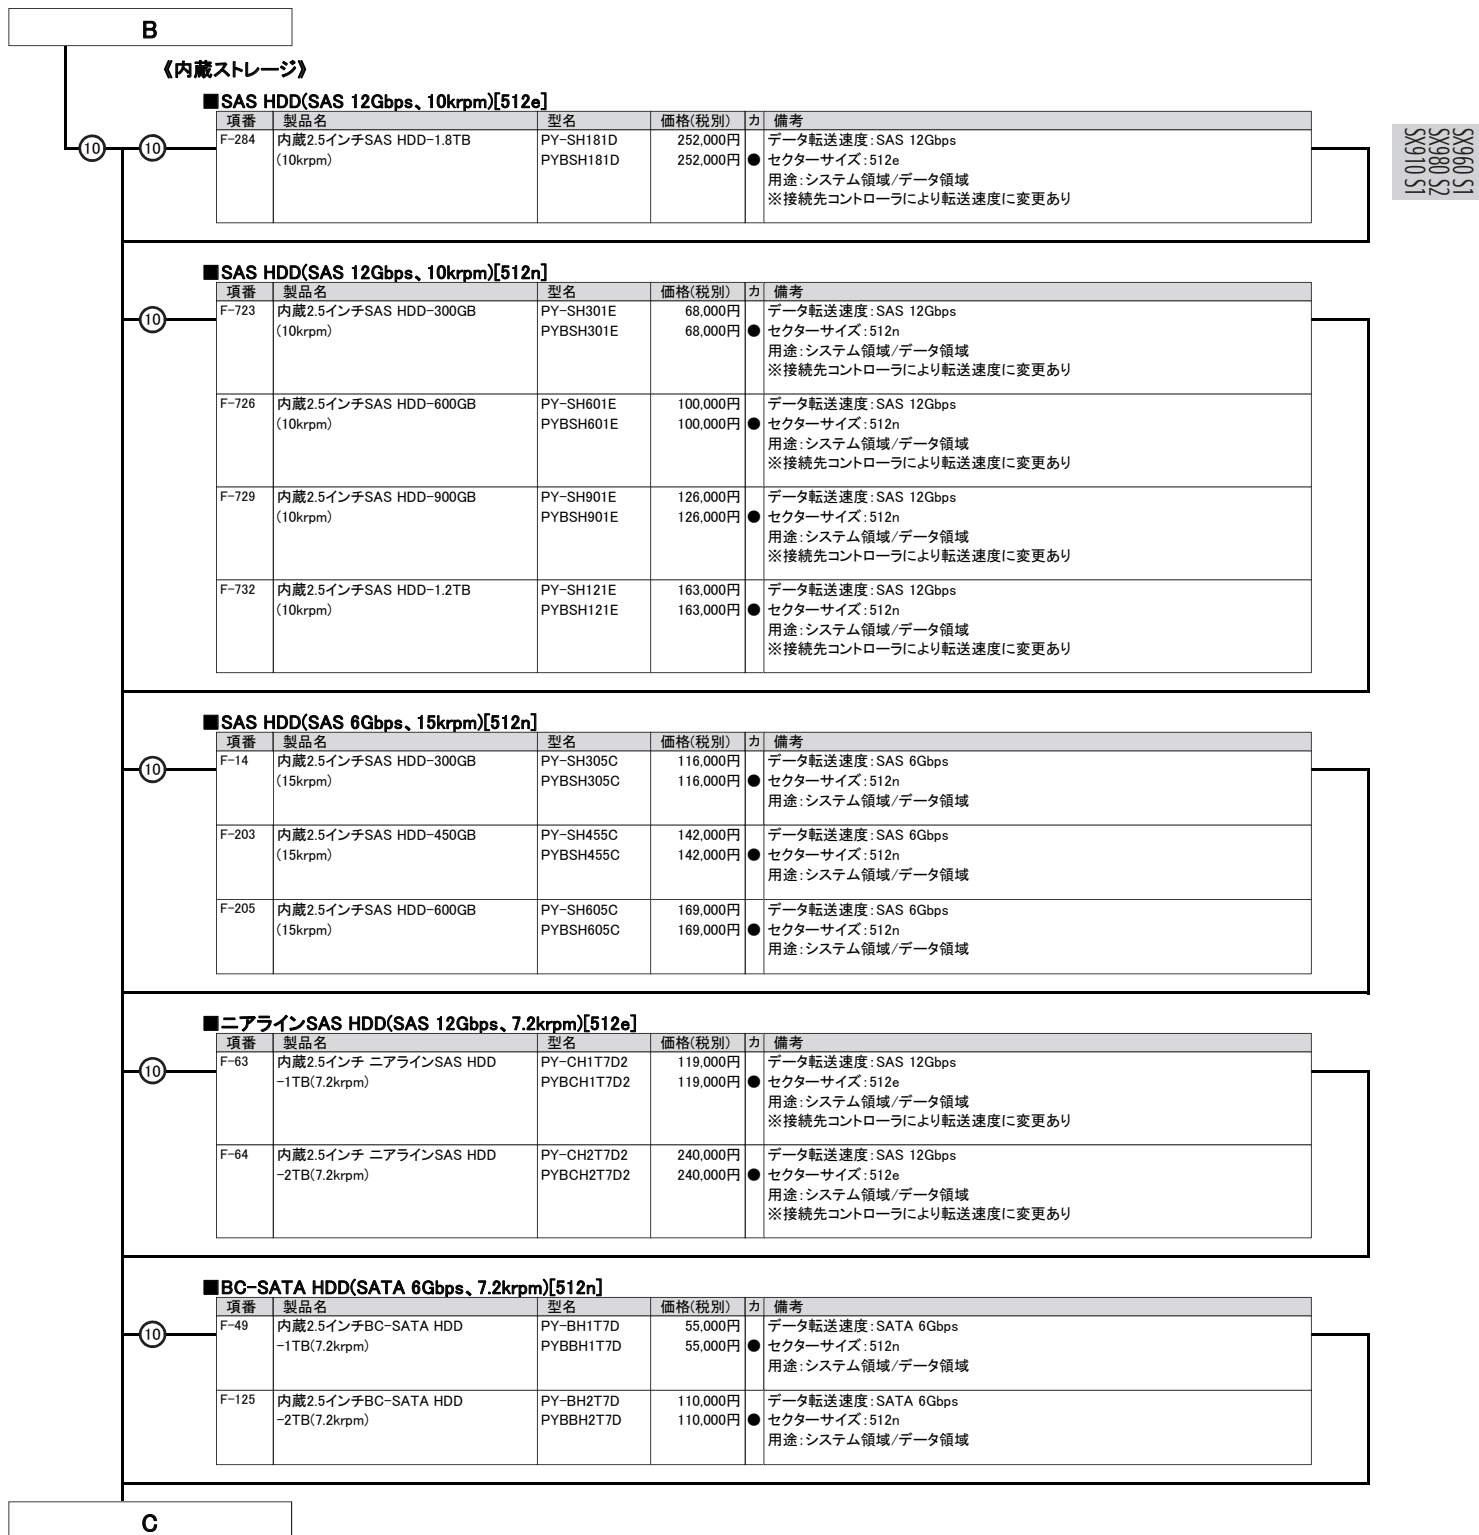 B
《内蔵ストレージ》
■SAS HDD(SAS 12Gbps、10krpm)[512e]
項番 製品名 型名 価格(税別) カ 備考
F-284 内蔵2.5インチSAS HDD-1.8TB PY-SH181D 252,000円 データ転送速度:SAS 12Gbps
10 10
(10krpm) PYBSH181D 252,000円 ● セクターサイズ:512e
用途:システム領域/データ領域
※接続先コントローラにより転送速度に変更あり
SX960 S1
SX980 S2
SX910 S1
■SAS HDD(SAS 12Gbps、10krpm)[512n]
項番 製品名 型名 価格(税別) カ 備考
F-723 内蔵2.5インチSAS HDD-300GB PY-SH301E 68,000円 データ転送速度:SAS 12Gbps
10
(10krpm) PYBSH301E 68,000円 ● セクターサイズ:512n
用途:システム領域/データ領域
※接続先コントローラにより転送速度に変更あり
F-726 内蔵2.5インチSAS HDD-600GB PY-SH601E 100,000円 データ転送速度:SAS 12Gbps
(10krpm) PYBSH601E 100,000円 ● セクターサイズ:512n
用途:システム領域/データ領域
※接続先コントローラにより転送速度に変更あり
F-729 内蔵2.5インチSAS HDD-900GB PY-SH901E 126,000円 データ転送速度:SAS 12Gbps
(10krpm) PYBSH901E 126,000円 ● セクターサイズ:512n
用途:システム領域/データ領域
※接続先コントローラにより転送速度に変更あり
F-732 内蔵2.5インチSAS HDD-1.2TB PY-SH121E 163,000円 データ転送速度:SAS 12Gbps
(10krpm) PYBSH121E 163,000円 ● セクターサイズ:512n
用途:システム領域/データ領域
※接続先コントローラにより転送速度に変更あり
■SAS HDD(SAS 6Gbps、15krpm)[512n]
項番 製品名 型名 価格(税別) カ 備考
F-14 内蔵2.5インチSAS HDD-300GB PY-SH305C 116,000円 データ転送速度:SAS 6Gbps
10
(15krpm) PYBSH305C 116,000円 ● セクターサイズ:512n
用途:システム領域/データ領域
F-203 内蔵2.5インチSAS HDD-450GB PY-SH455C 142,000円 データ転送速度:SAS 6Gbps
(15krpm) PYBSH455C 142,000円 ● セクターサイズ:512n
用途:システム領域/データ領域
F-205 内蔵2.5インチSAS HDD-600GB PY-SH605C 169,000円 データ転送速度:SAS 6Gbps
(15krpm) PYBSH605C 169,000円 ● セクターサイズ:512n
用途:システム領域/データ領域
■ニアラインSAS HDD(SAS 12Gbps、7.2krpm)[512e]
項番 製品名 型名 価格(税別) カ 備考
F-63 内蔵2.5インチ ニアラインSAS HDD PY-CH1T7D2 119,000円 データ転送速度:SAS 12Gbps
10
-1TB(7.2krpm) PYBCH1T7D2 119,000円 ● セクターサイズ:512e
用途:システム領域/データ領域
※接続先コントローラにより転送速度に変更あり
F-64 内蔵2.5インチ ニアラインSAS HDD PY-CH2T7D2 240,000円 データ転送速度:SAS 12Gbps
-2TB(7.2krpm) PYBCH2T7D2 240,000円 ● セクターサイズ:512e
用途:システム領域/データ領域
※接続先コントローラにより転送速度に変更あり
■BC-SATA HDD(SATA 6Gbps、7.2krpm)[512n]
項番 製品名 型名 価格(税別) カ 備考
F-49 内蔵2.5インチBC-SATA HDD PY-BH1T7D 55,000円 データ転送速度:SATA 6Gbps
10
-1TB(7.2krpm) PYBBH1T7D 55,000円 ● セクターサイズ:512n
用途:システム領域/データ領域
F-125 内蔵2.5インチBC-SATA HDD PY-BH2T7D 110,000円 データ転送速度:SATA 6Gbps
-2TB(7.2krpm) PYBBH2T7D 110,000円 ● セクターサイズ:512n
用途:システム領域/データ領域
C